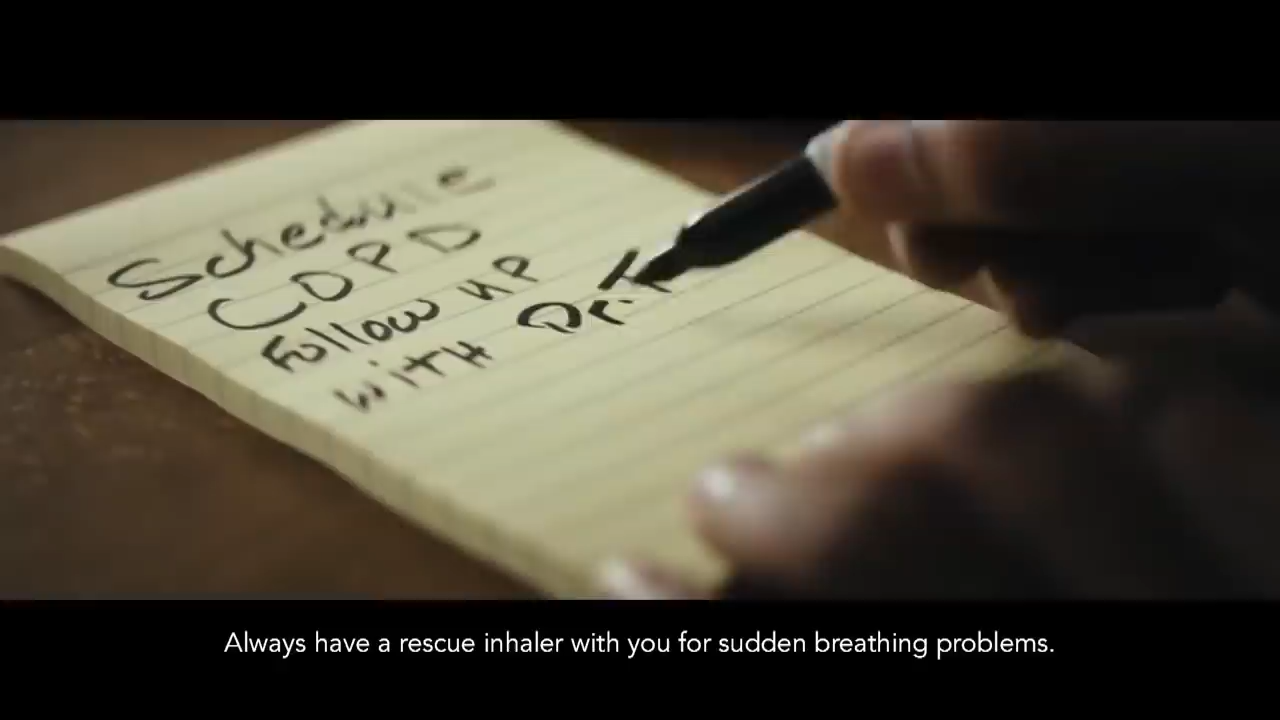 Schedule
COPD
Follow UP
WITH Dr. T
Always have a rescue inhaler with you for sudden breathing problems.